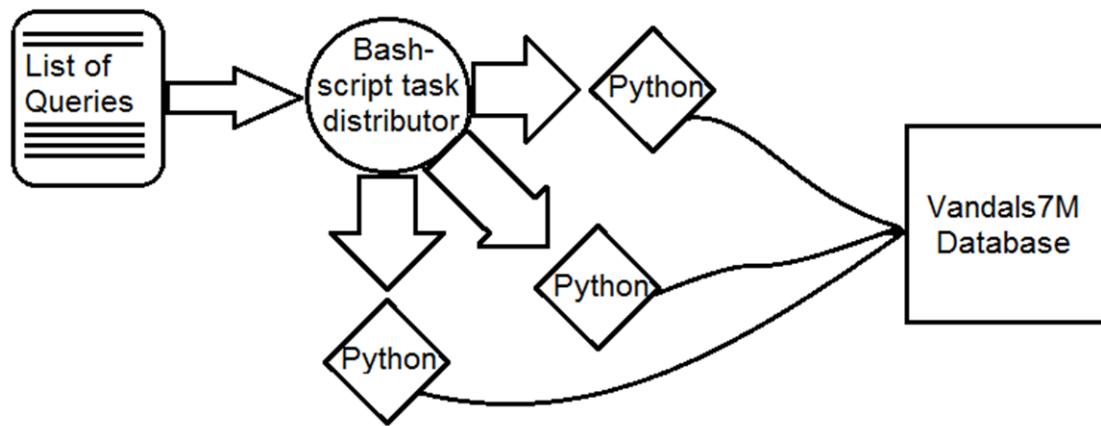 List of
Queries
Bash-
script task
distributor
Python
Python
Python
Vandals7M
Database